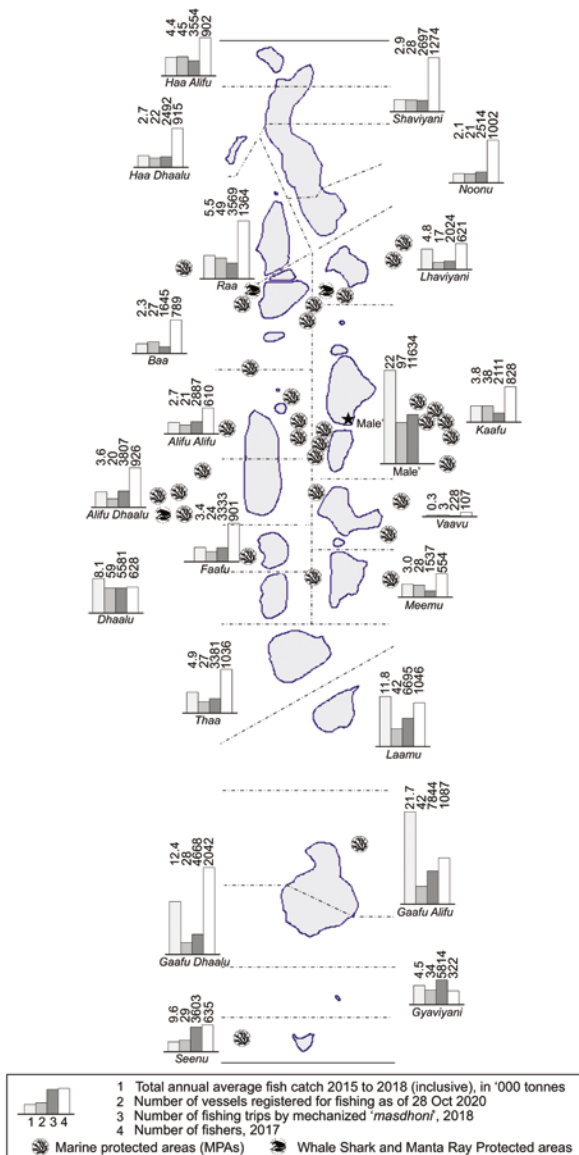 4.4
45
3554
902
Haa Alifu
2.9
28
2697
1274
Shaviyani
2.7
22
2492
915
Haa Dhaalu
2.1
21
2514
1002
Noonu
5.5
49
3569
1364
Raa
4.8
17
2024
621
Lhaviyani
2.3
27
1645
789
Baa
22
97
11634
Male'
Male'
3.8
38
2111
828
Kaafu
2.7
21
2887
610
Alifu Alifu
3.6
20
3807
926
Alifu Dhaalu
0.3
3
228
107
Vaavu
3.4
24
3333
901
Faafu
8.1
59
5581
628
Dhaalu
3.0
28
1537
554
Meemu
4.9
27
3381
1036
Thaa
11.8
42
6695
1046
Laamu
21.7
42
7844
1087
Gaafu Alifu
12.4
28
4668
2042
Gaafu Dhaalu
4.5
34
5814
322
Gyaviyani
9.6
29
3603
635
Seenu
1 2 3 4
1 Total annual average fish catch 2015 to 2018 (inclusive), in '000 tonnes
2 Number of vessels registered for fishing as of 28 Oct 2020
3 Number of fishing trips by mechanized 'masdhoni', 2018
4 Number of fishers, 2017
Marine protected areas (MPAs) Whale Shark and Manta Ray Protected areas